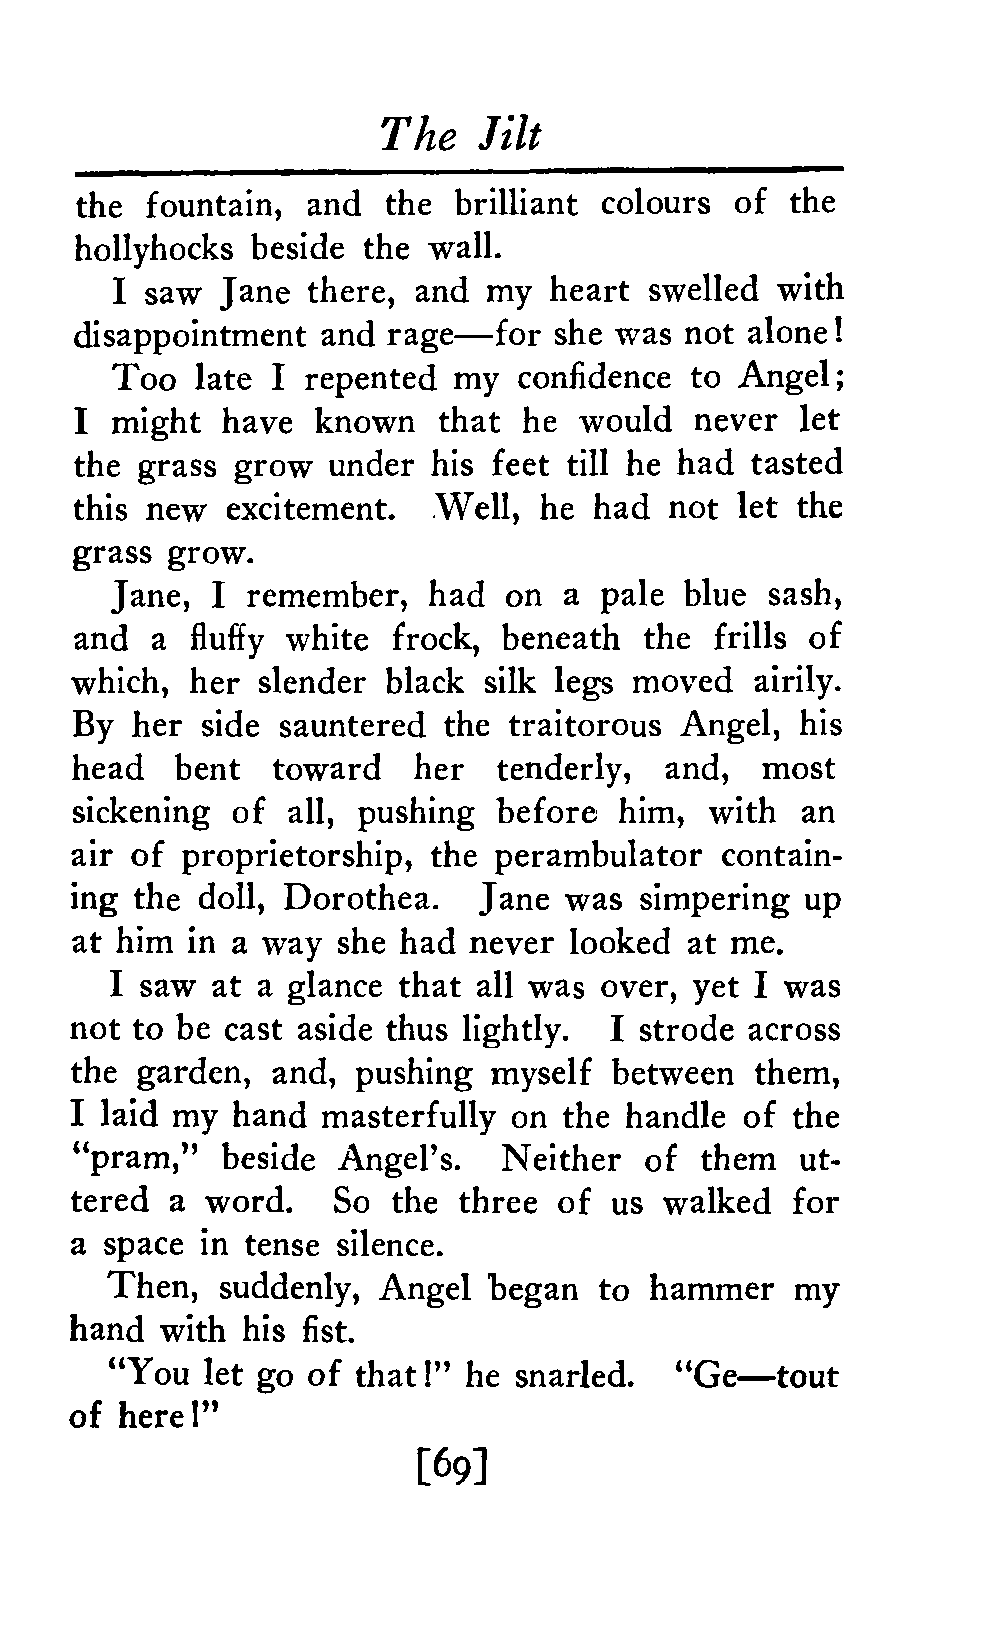 The Jilt
the fountain, and the brilliant colours of the
hollyhocks beside the wall.
I saw Jane there, and my heart swelled with
disappointment and rage—for she was not alone!
Too late I repented my confidence to Angel;
I might have known that he would never let
the grass grow under his feet till he had tasted
this new excitement. Well, he had not let the
grass grow.
Jane, I remember, had on a pale blue sash,
and a fluffy white frock, beneath the frills of
which, her slender black silk legs moved airily.
By her side sauntered the traitorous Angel, his
head bent toward her tenderly, and, most
sickening of all, pushing before him, with an
air of proprietorship, the perambulator contain-
ing the doll, Dorothea. Jane was simpering up
at him in a way she had never looked at me.
I saw at a glance that all was over, yet I was
not to be cast aside thus lightly. I strode across
the garden, and, pushing myself between them,
I laid my hand masterfully on the handle of the
"pram," beside Angel's. Neither of them ut-
tered a word. So the three of us walked for
a space in tense silence.
Then, suddenly, Angel began to hammer my
hand with his fist.
"You let go of that!" he snarled. "Ge—tout
of here!"
[69]